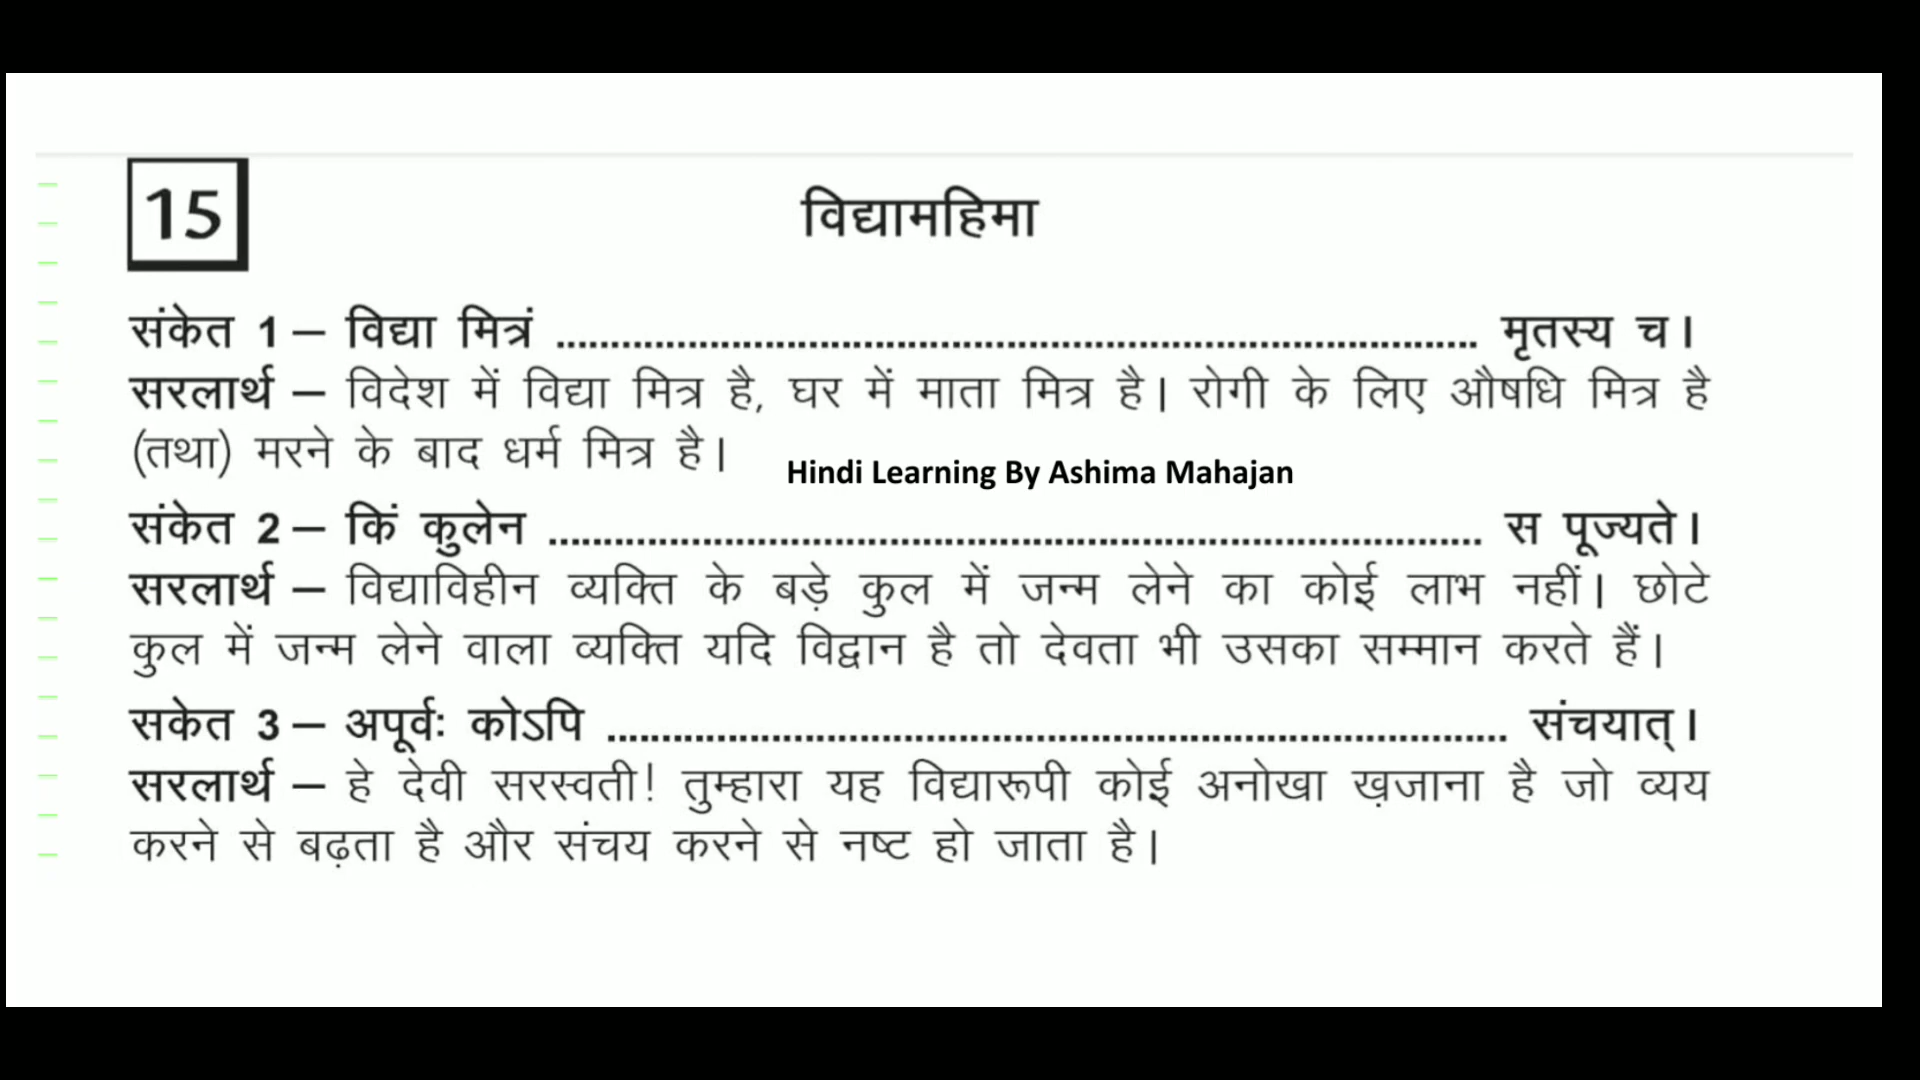 15
विद्यामहिमा
संकेत 1 – विद्या मित्रं .................................................................................... मृतस्य च।
सरलार्थ – विदेश में विद्या मित्र है, घर में माता मित्र है। रोगी के लिए औषधि मित्र है
(तथा) मरने के बाद धर्म मित्र है।
Hindi Learning By Ashima Mahajan
संकेत 2 – किं कुलेन ..................................................................................... स पूज्यते।
सरलार्थ – विद्याविहीन व्यक्ति के बड़े कुल में जन्म लेने का कोई लाभ नहीं। छोटे
कुल में जन्म लेने वाला व्यक्ति यदि विद्वान है तो देवता भी उसका सम्मान करते हैं।
सकेत 3 – अपूर्वः कोऽपि .................................................................................. संचयात्।
सरलार्थ – हे देवी सरस्वती! तुम्हारा यह विद्यारूपी कोई अनोखा ख़जाना है जो व्यय
करने से बढ़ता है और संचय करने से नष्ट हो जाता है।